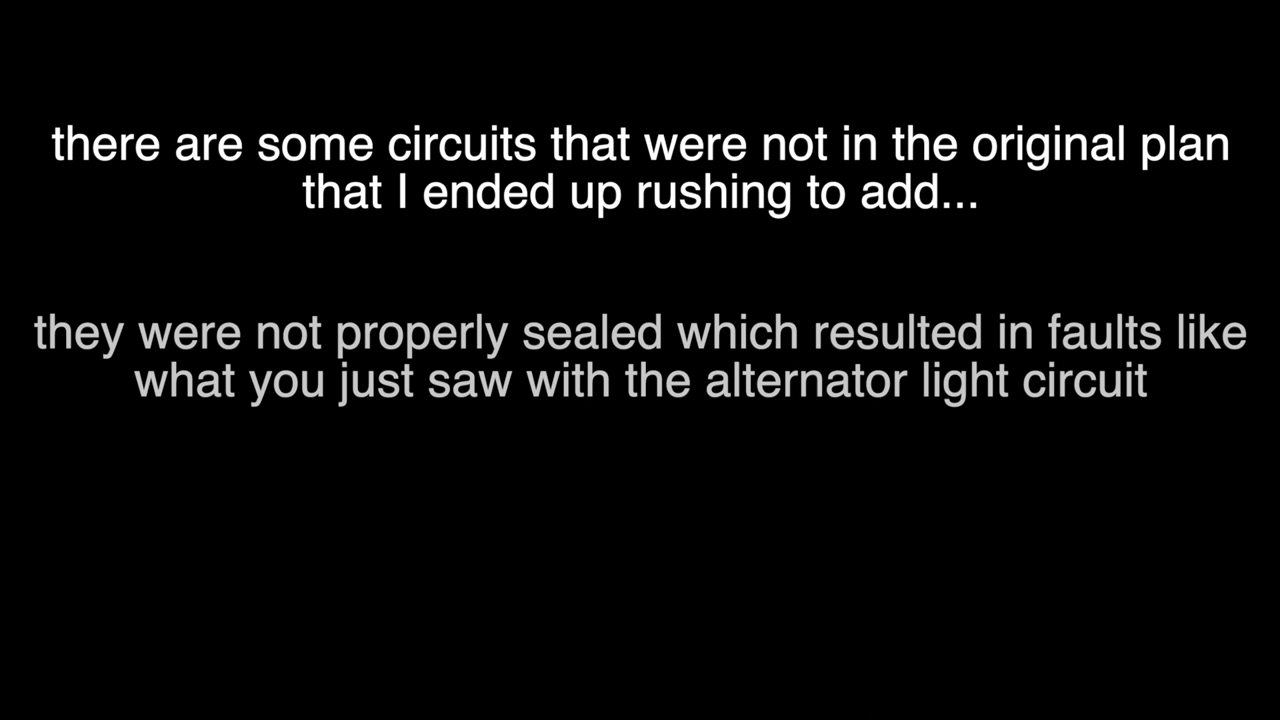 there are some circuits that were not in the original plan
that I ended up rushing to add...
they were not properly sealed which resulted in faults like
what you just saw with the alternator light circuit